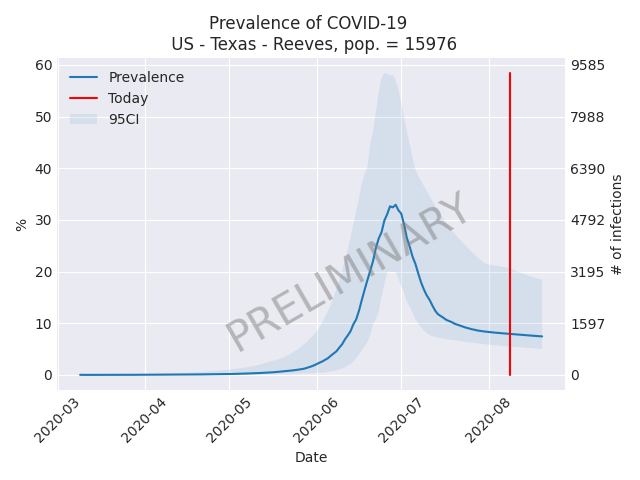 Prevalence of COVID-19
US - Texas - Reeves, pop. = 15976
60
50
40
30
20
10
0
%
9585
7988
6390
4792
3195
1597
0
# of infections
Prevalence
Today
95CI
PRELIMINARY
2020-03
2020-04
2020-05
2020-06
2020-07
2020-08
Date